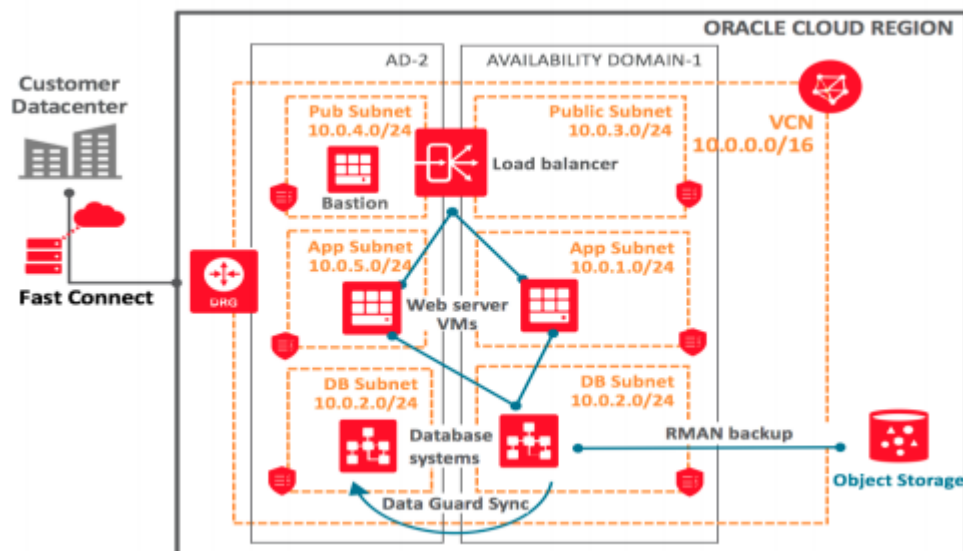 ORACLE CLOUD REGION
Customer
Datacenter
AD-2
AVAILABILITY DOMAIN-1
Pub Subnet
10.0.4.0/24
Public Subnet
10.0.3.0/24
VCN
10.0.0.0/16
Load balancer
Bastion
App Subnet
10.0.5.0/24
App Subnet
10.0.1.0/24
Fast Connect
DRG
Web server
VMs
DB Subnet
10.0.2.0/24
DB Subnet
10.0.2.0/24
Database
systems
RMAN backup
Object Storage
Data Guard Sync